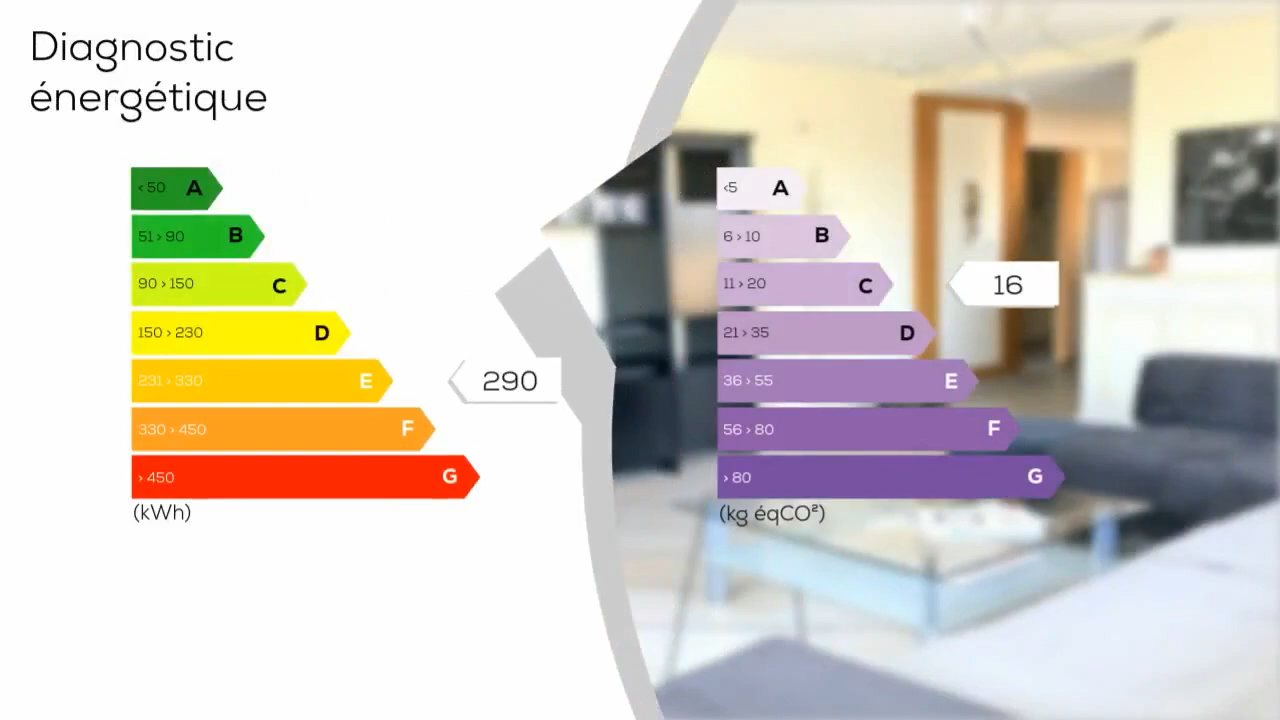 Diagnostic
énergétique
< 50 A
51 > 90 B
90 > 150 C
150 > 230 D
231 > 330 E
330 > 450 F
> 450 G
(kWh)
290
<5 A
6 > 10 B
11 > 20 C
21 > 35 D
36 > 55 E
56 > 80 F
> 80 G
(kg éqCO²)
16